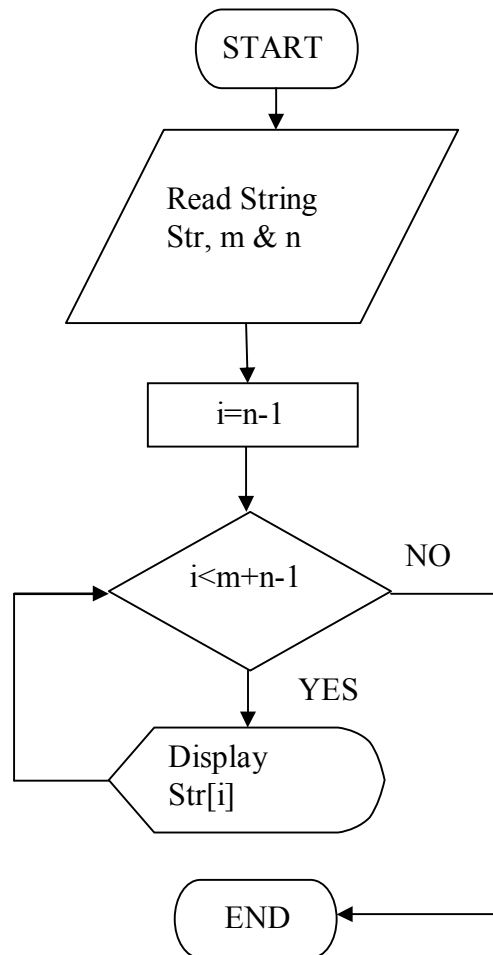 START
Read String
Str, m & n
i=n-1
i<m+n-1
NO
YES
Display
Str[i]
END